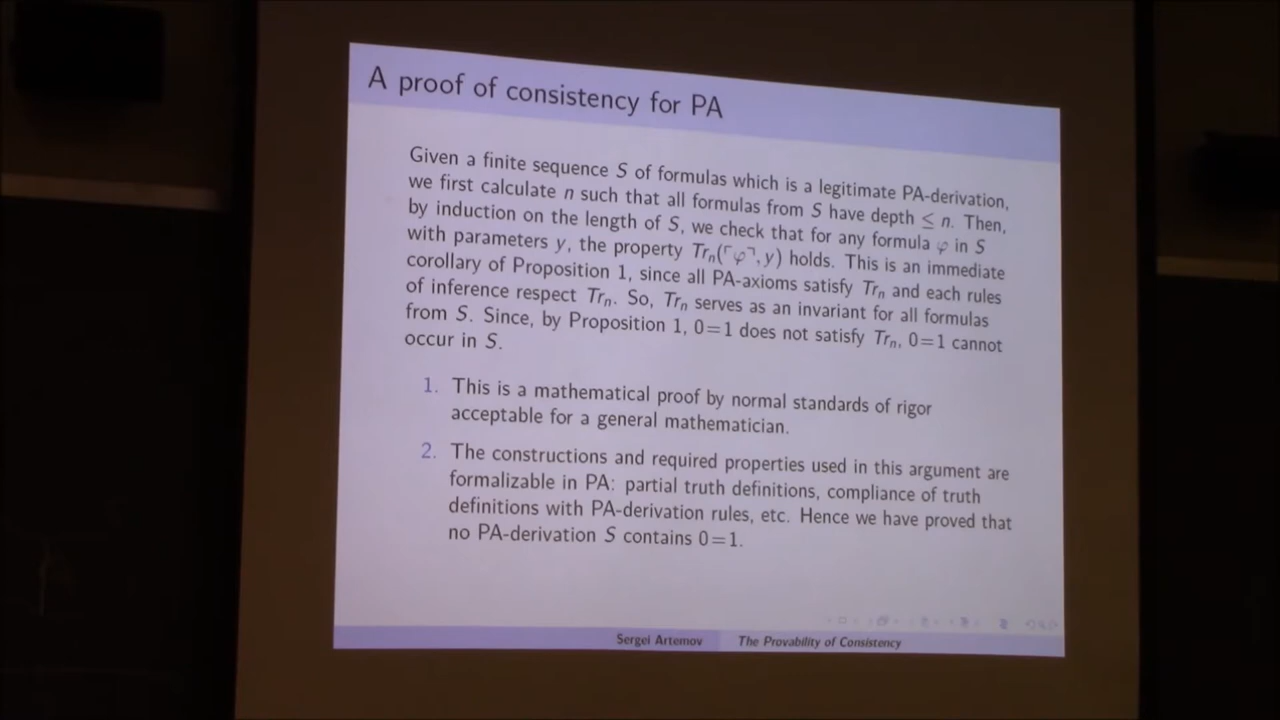 A proof of consistency for PA
Given a finite sequence S of formulas which is a legitimate PA-derivation,
we first calculate n such that all formulas from S have depth ≤ n. Then,
by induction on the length of S, we check that for any formula φ in S
with parameters y, the property Trₙ(⌜φ⌝, y) holds. This is an immediate
corollary of Proposition 1, since all PA-axioms satisfy Trₙ and each rules
of inference respect Trₙ. So, Trₙ serves as an invariant for all formulas
from S. Since, by Proposition 1, 0=1 does not satisfy Trₙ, 0=1 cannot
occur in S.
1. This is a mathematical proof by normal standards of rigor
acceptable for a general mathematician.
2. The constructions and required properties used in this argument are
formalizable in PA: partial truth definitions, compliance of truth
definitions with PA-derivation rules, etc. Hence we have proved that
no PA-derivation S contains 0=1.
Sergei Artemov The Provability of Consistency